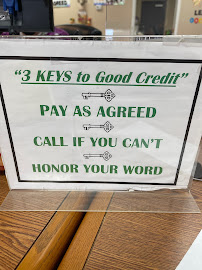 "3 KEYS to Good Credit"
PAY AS AGREED
CALL IF YOU CAN'T
HONOR YOUR WORD